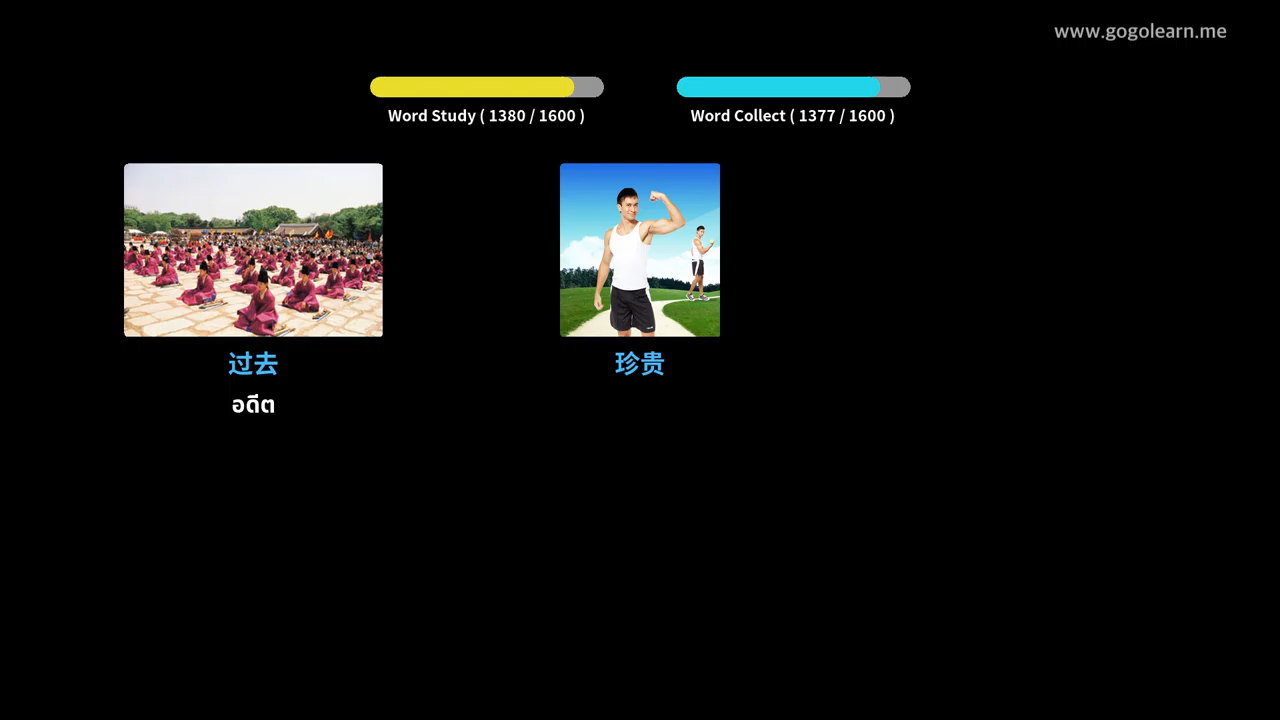 www.gogolearn.me
Word Study ( 1380 / 1600 )
Word Collect ( 1377 / 1600 )
过去
珍贵
อดีต